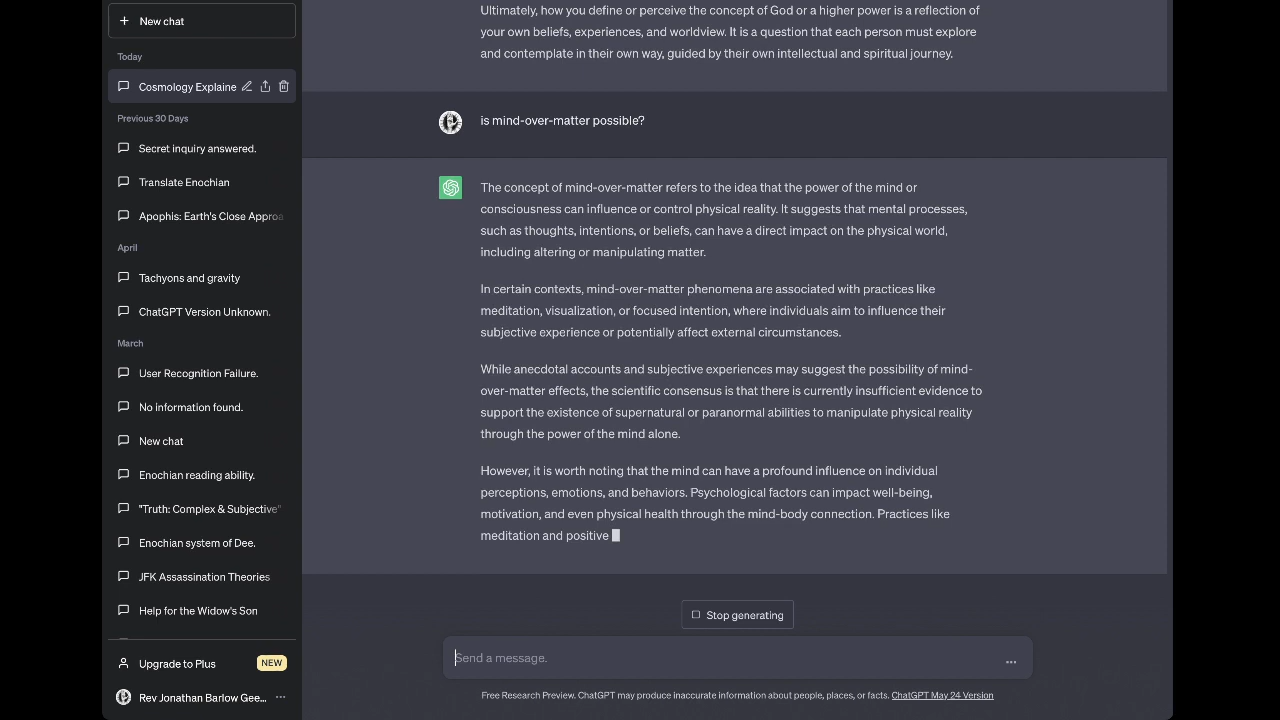 New chat
Today
Cosmology Explaine
Previous 30 Days
Secret inquiry answered.
Translate Enochian
Apophis: Earth's Close Approa
April
Tachyons and gravity
ChatGPT Version Unknown.
March
User Recognition Failure.
No information found.
New chat
Enochian reading ability.
"Truth: Complex & Subjective"
Enochian system of Dee.
JFK Assassination Theories
Help for the Widow's Son
Upgrade to Plus
NEW
Rev Jonathan Barlow Gee...
Ultimately, how you define or perceive the concept of God or a higher power is a reflection of
your own beliefs, experiences, and worldview. It is a question that each person must explore
and contemplate in their own way, guided by their own intellectual and spiritual journey.
is mind-over-matter possible?
The concept of mind-over-matter refers to the idea that the power of the mind or
consciousness can influence or control physical reality. It suggests that mental processes,
such as thoughts, intentions, or beliefs, can have a direct impact on the physical world,
including altering or manipulating matter.
In certain contexts, mind-over-matter phenomena are associated with practices like
meditation, visualization, or focused intention, where individuals aim to influence their
subjective experience or potentially affect external circumstances.
While anecdotal accounts and subjective experiences may suggest the possibility of mind-
over-matter effects, the scientific consensus is that there is currently insufficient evidence to
support the existence of supernatural or paranormal abilities to manipulate physical reality
through the power of the mind alone.
However, it is worth noting that the mind can have a profound influence on individual
perceptions, emotions, and behaviors. Psychological factors can impact well-being,
motivation, and even physical health through the mind-body connection. Practices like
meditation and positive
Stop generating
Send a message.
Free Research Preview. ChatGPT may produce inaccurate information about people, places, or facts. ChatGPT May 24 Version